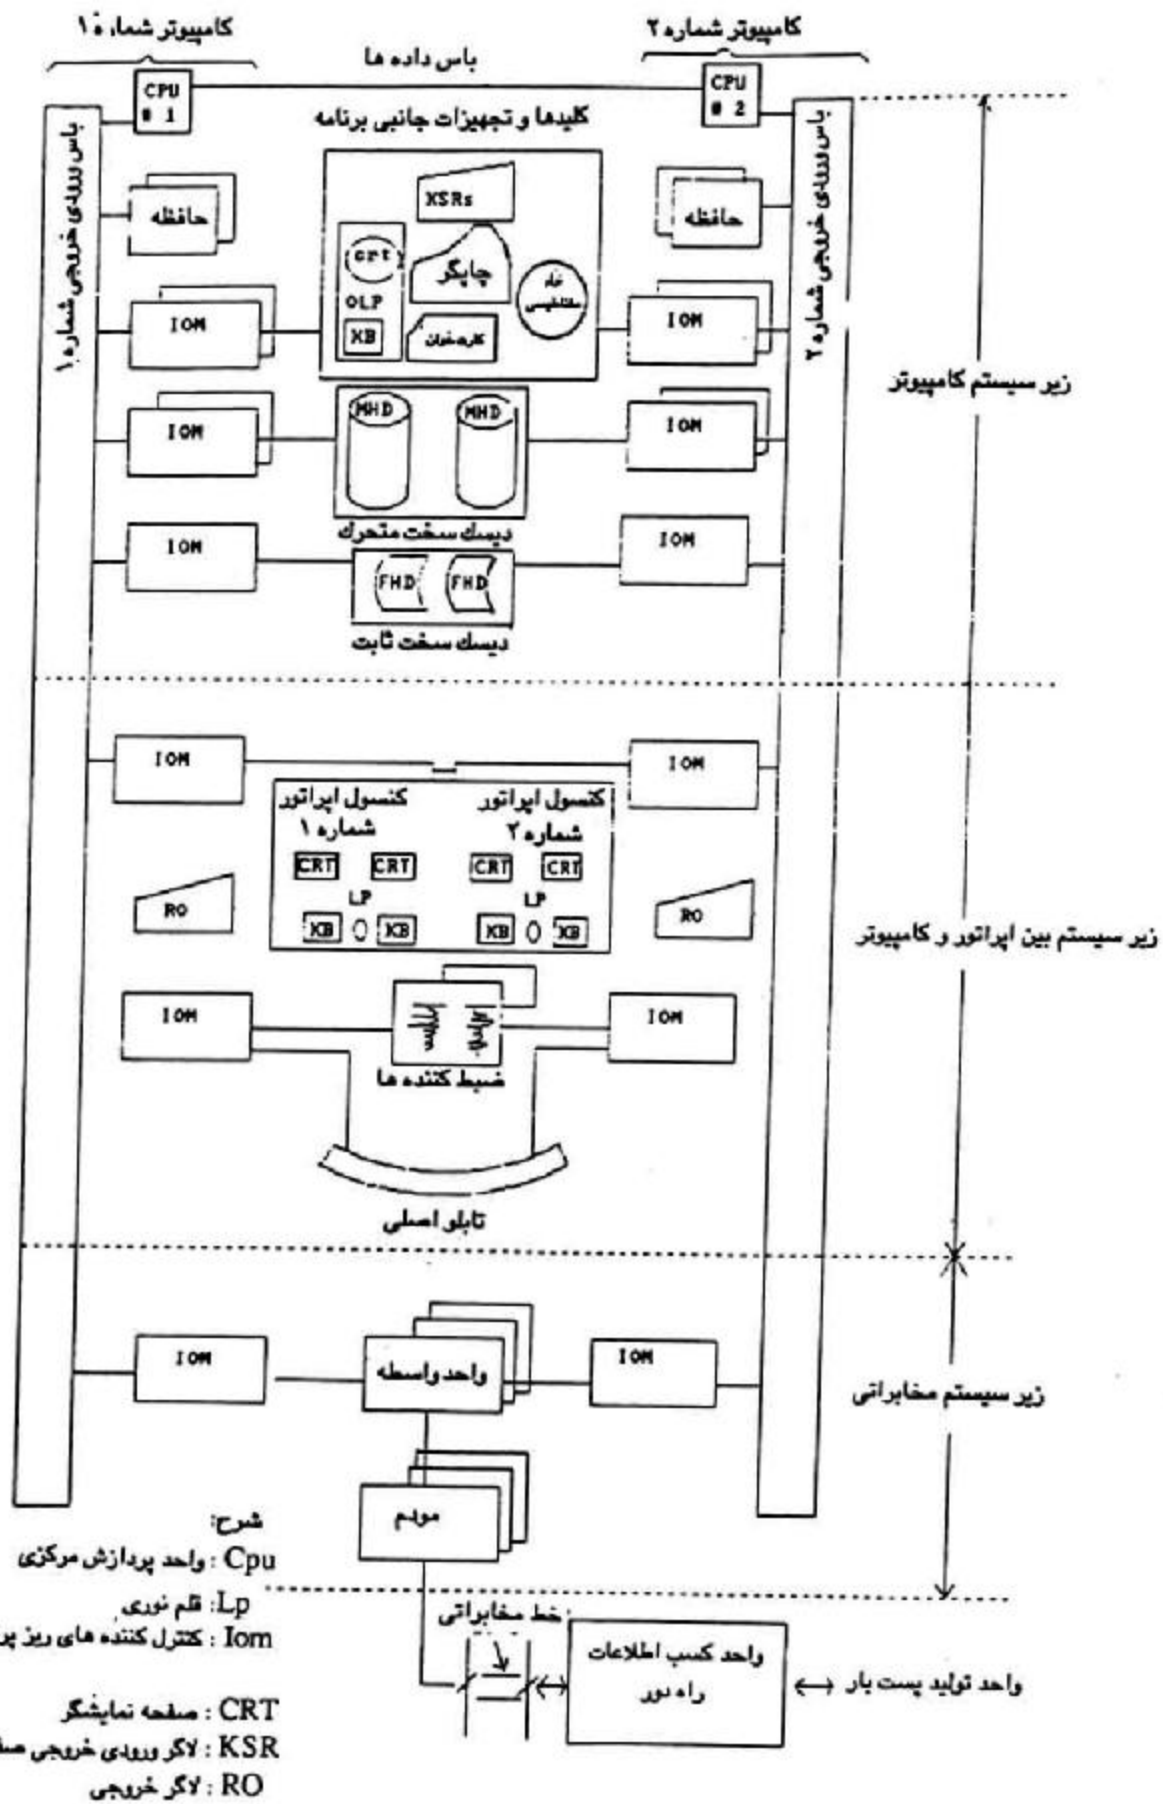 کامپیوتر شماره ۱
کامپیوتر شماره ۲
باس داده ها
CPU
# 1
CPU
# 2
کلیدها و تجهیزات جانبی برنامه
باس ورودی خروجی شماره ۱
باس ورودی خروجی شماره ۲
حافظه
KSRs
حافظه
crt
چاپگر
OLP
KB
کارت خوان
مغناطیسی
IOM
IOM
زیر سیستم کامپیوتر
IOM
MHD
MHD
IOM
دیسک سخت متحرک
IOM
FHD
FHD
IOM
دیسک سخت ثابت
IOM
IOM
کنسول اپراتور
شماره ۱
کنسول اپراتور
شماره ۲
CRT
CRT
CRT
CRT
LP
LP
KB
KB
KB
KB
RO
RO
زیر سیستم بین اپراتور و کامپیوتر
IOM
IOM
ضبط کننده ها
تابلو اصلی
IOM
واحد واسطه
IOM
زیر سیستم مخابراتی
مودم
شرح:
Cpu : واحد پردازش مرکزی
Lp: قلم نوری
Iom : کنترل کننده های ریز پر
CRT : صفحه نمایشگر
KSR : لاگر ورودی خروجی صف
RO : لاگر خروجی
خط مخابراتی
واحد کسب اطلاعات
راه دور
واحد تولید پست بار